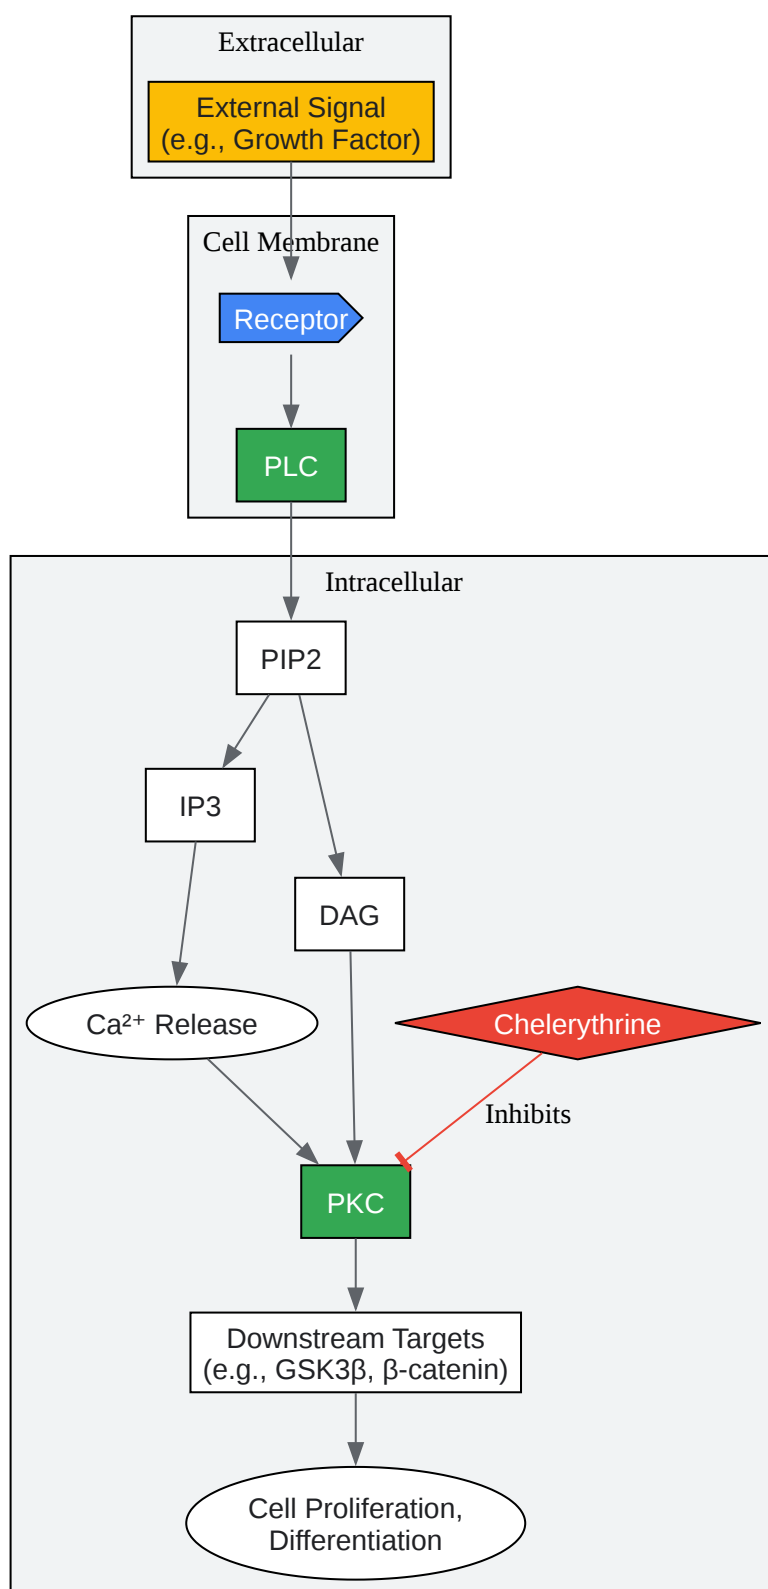 Extracellular
External Signal
(e.g., Growth Factor)
Cell Membrane
Receptor
PLC
Intracellular
PIP2
IP3
DAG
Ca²⁺ Release
Chelerythrine
Inhibits
PKC
Downstream Targets
(e.g., GSK3β, β-catenin)
Cell Proliferation,
Differentiation